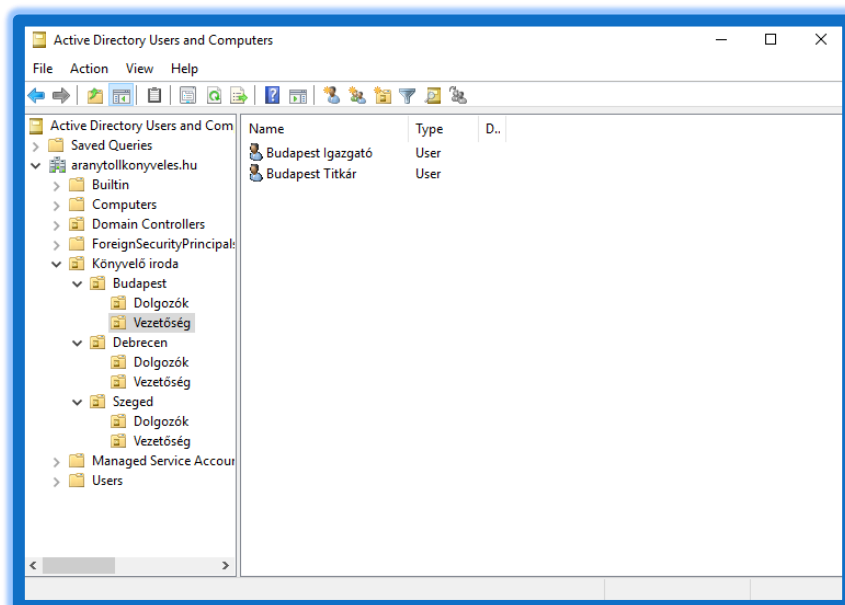 Active Directory Users and Computers
File Action View Help
Active Directory Users and Com
Saved Queries
aranytollkonyveles.hu
Builtin
Computers
Domain Controllers
ForeignSecurityPrincipals
Könyvelő iroda
Budapest
Dolgozók
Vezetőség
Debrecen
Dolgozók
Vezetőség
Szeged
Dolgozók
Vezetőség
Managed Service Accour
Users
Name Type D..
Budapest Igazgató User
Budapest Titkár User